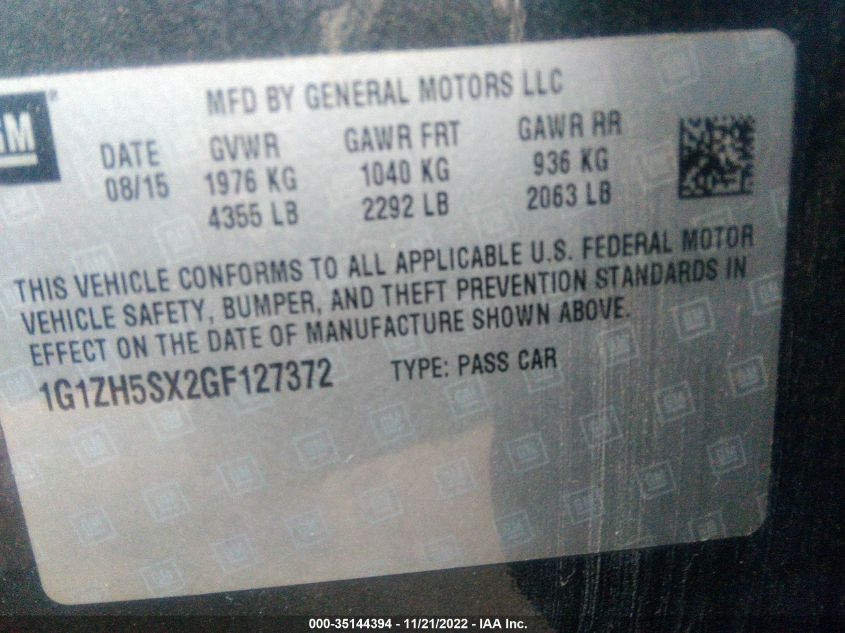 MFD BY GENERAL MOTORS LLC
GM ®
DATE GVWR GAWR FRT GAWR RR
08/15 1976 KG 1040 KG 936 KG
4355 LB 2292 LB 2063 LB
THIS VEHICLE CONFORMS TO ALL APPLICABLE U.S. FEDERAL MOTOR
VEHICLE SAFETY, BUMPER, AND THEFT PREVENTION STANDARDS IN
EFFECT ON THE DATE OF MANUFACTURE SHOWN ABOVE.
1G1ZH5SX2GF127372 TYPE: PASS CAR
000-35144394 - 11/21/2022 - IAA Inc.